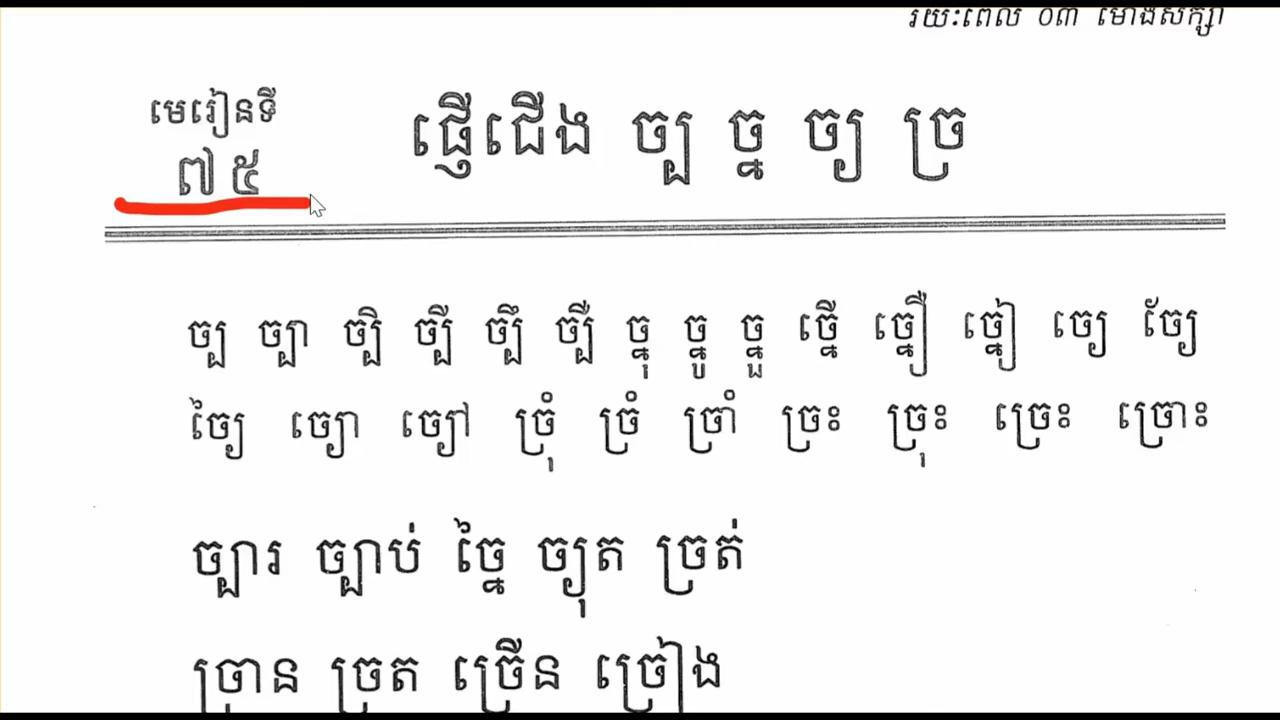 រយៈពេល ០៣ ម៉ោងសិក្សា
មេរៀនទី
៧៥
ផ្ញើជើង ច្ប ច្ន ច្យ ច្រ
ច្ប ច្បា ច្បិ ច្បី ច្បឹ ច្បឺ ច្នុ ច្នូ ច្នួ ច្នើ ច្នឿ ច្នៀ ច្យេ ច្យែ
ច្យៃ ច្យោ ច្យៅ ច្រុំ ច្រំ ច្រាំ ច្រះ ច្រុះ ច្រេះ ច្រោះ
ច្បារ ច្បាប់ ច្នៃ ច្យុត ច្រត់
ច្រាន ច្រត ច្រើន ច្រៀង